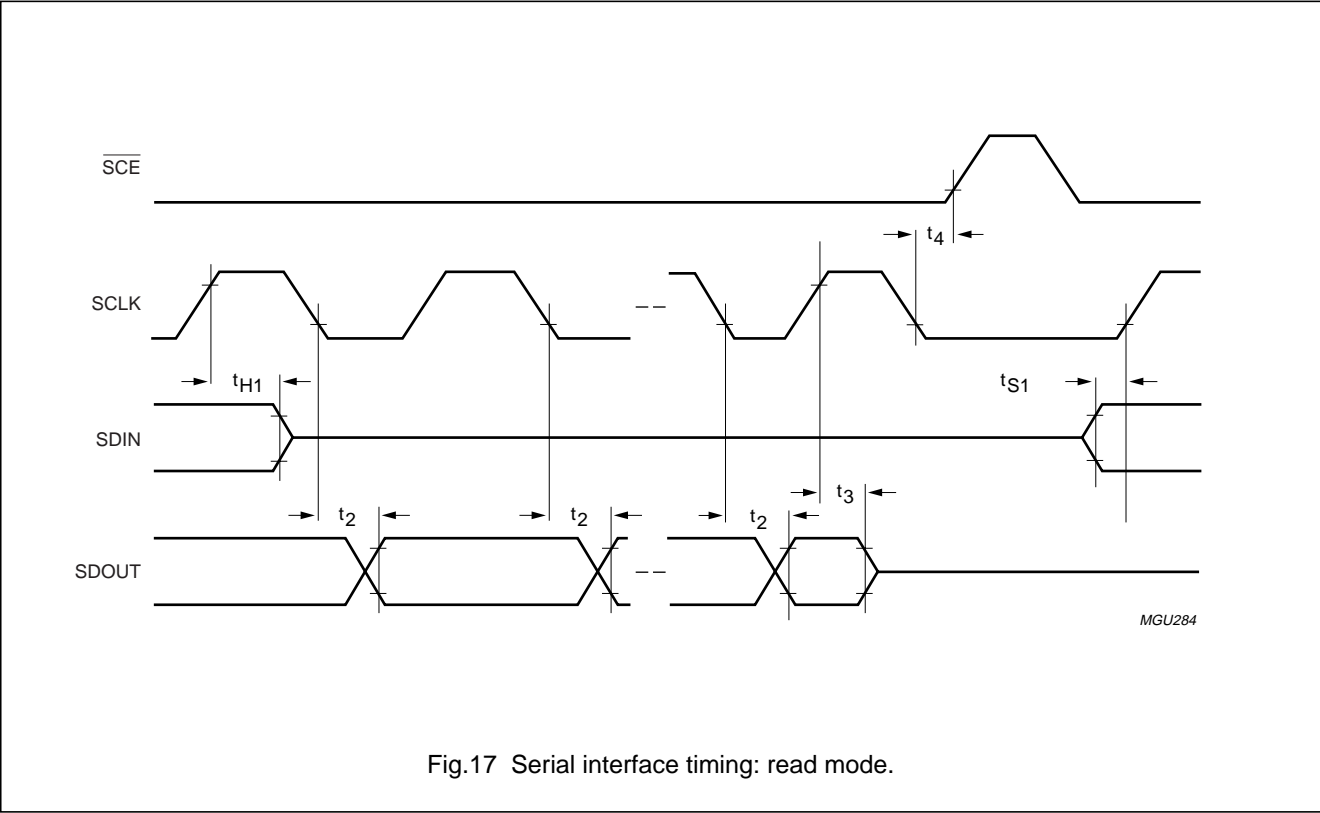 SCE
t4
SCLK
tH1
tS1
SDIN
t3
t2
t2
t2
SDOUT
MGU284
Fig.17 Serial interface timing: read mode.